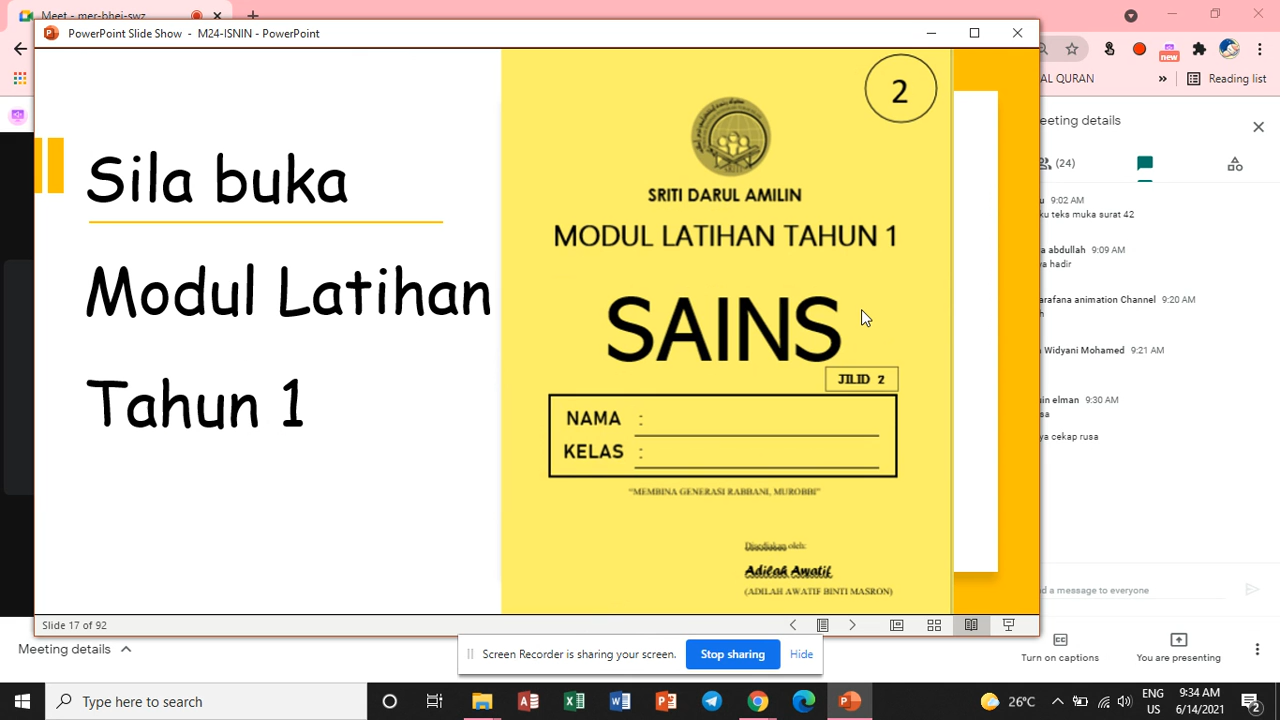 Meet - mer-bhej-swz
PowerPoint Slide Show - M24-ISNIN - PowerPoint
Sila buka
Modul Latihan
Tahun 1
2
SRITI DARUL AMILIN
MODUL LATIHAN TAHUN 1
SAINS
JILID 2
NAMA :
KELAS :
“MEMBINA GENERASI RABBANI, MUROBBI”
Disediakan oleh:
Adilah Awatif
(ADILAH AWATIF BINTI MASRON)
Slide 17 of 92
new
AL QURAN
»
Reading list
eeting details
(24)
9:02 AM
ku teks muka surat 42
abdullah 9:09 AM
ya hadir
arafana animation Channel 9:20 AM
h
Widyani Mohamed 9:21 AM
elman 9:30 AM
sa
ya cekap rusa
d a message to everyone
Meeting details
Screen Recorder is sharing your screen.
Stop sharing
Hide
Turn on captions
You are presenting
Type here to search
26°C
ENG
US
9:34 AM
6/14/2021
2